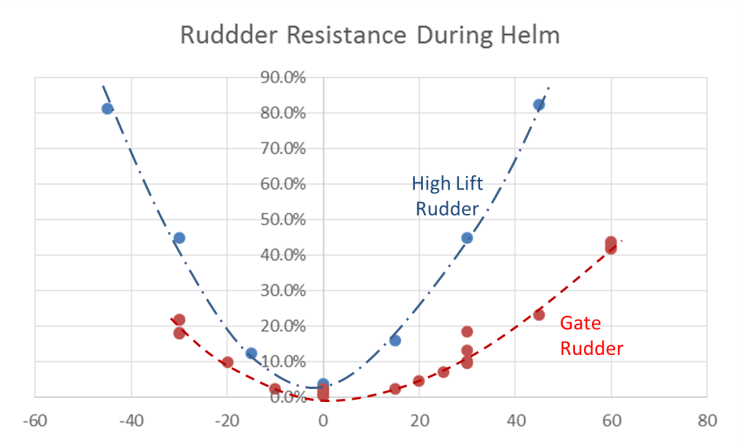 Ruddder Resistance During Helm
90.0%
80.0%
70.0%
60.0%
50.0%
40.0%
30.0%
20.0%
10.0%
0.0%
High Lift
Rudder
Gate
Rudder
-60 -40 -20 0 20 40 60 80